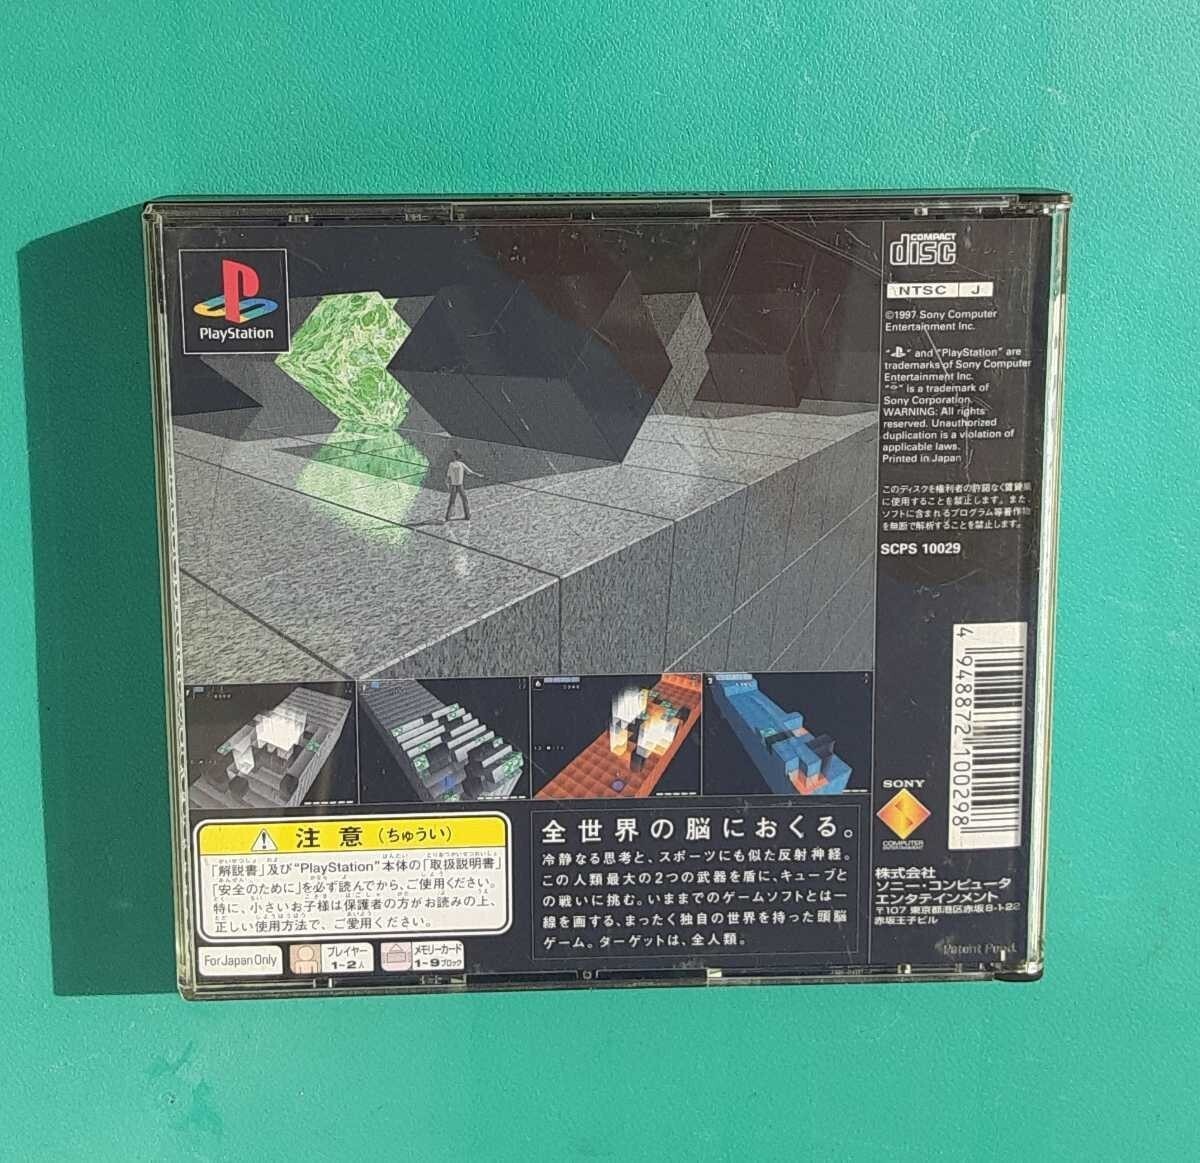 PlayStation
COMPACT
disc
NTSC J
©1997 Sony Computer
Entertainment Inc.
" " and "PlayStation" are
trademarks of Sony Computer
Entertainment Inc.
" " is a trademark of
Sony Corporation.
WARNING: All rights
reserved. Unauthorized
duplication is a violation of
applicable laws.
Printed in Japan
このディスクを権利者の許諾なく賃貸業
に使用することを禁止します。また、
ソフトに含まれるプログラム等著作物
を無断で解析することを禁止します。
SCPS 10029
4 948872 100298
SONY
COMPUTER
ENTERTAINMENT
株式会社
ソニー・コンピュータ
エンタテインメント
〒107 東京都港区赤坂8-1-22
赤坂王子ビル
Patent Pend.
注意(ちゅうい)
「解説書」及び"PlayStation"本体の「取扱説明書」
「安全のために」を必ず読んでから、ご使用ください。
特に、小さいお子様は保護者の方がお読みの上、
正しい使用方法で、ご愛用ください。
For Japan Only
プレイヤー
1~2人
メモリーカード
1~9ブロック
全世界の脳におくる。
冷静なる思考と、スポーツにも似た反射神経。
この人類最大の2つの武器を盾に、キューブと
の戦いに挑む。いままでのゲームソフトとは一
線を画する、まったく独自の世界を持った頭脳
ゲーム。ターゲットは、全人類。